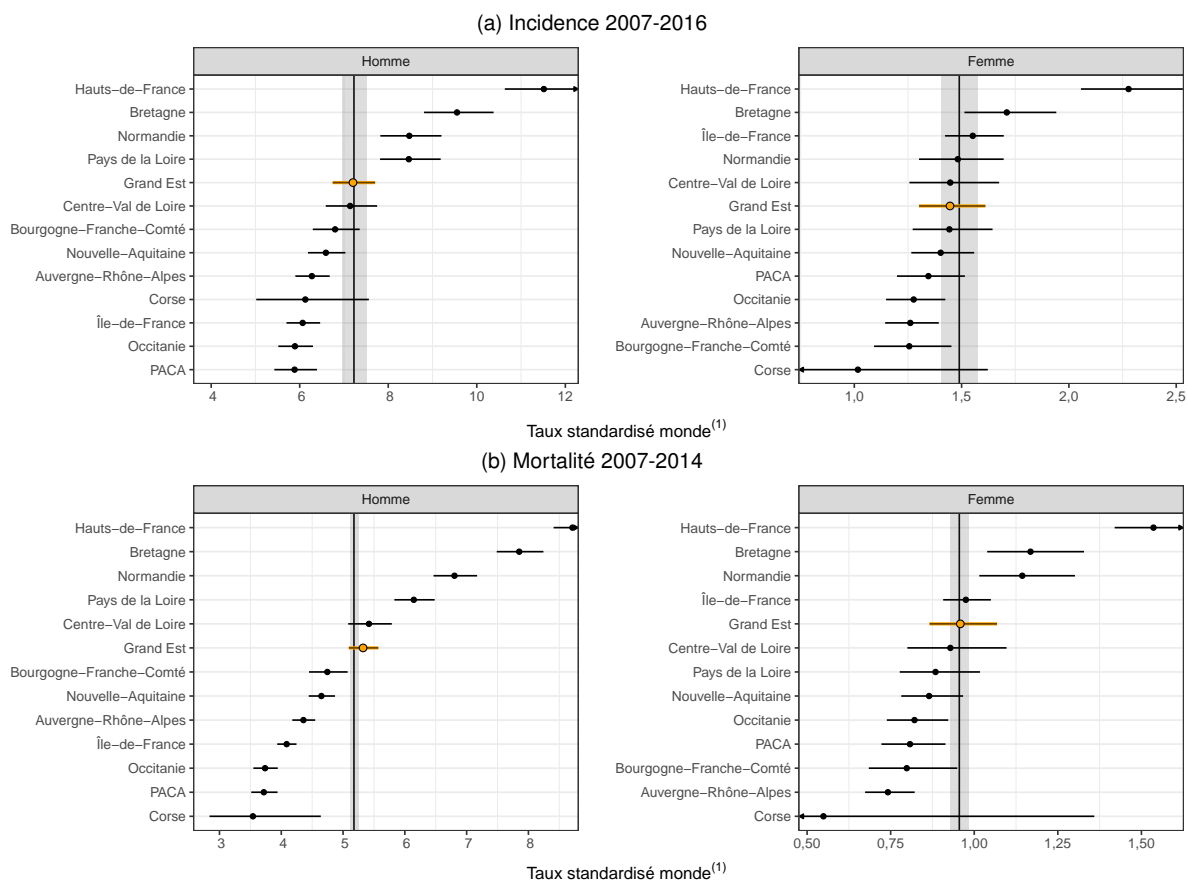 (a) Incidence 2007-2016
Homme
Hauts−de−France
Bretagne
Normandie
Pays de la Loire
Grand Est
Centre−Val de Loire
Bourgogne−Franche−Comté
Nouvelle−Aquitaine
Auvergne−Rhône−Alpes
Corse
Île−de−France
Occitanie
PACA
4 6 8 10 12
Femme
Hauts−de−France
Bretagne
Île−de−France
Normandie
Centre−Val de Loire
Grand Est
Pays de la Loire
Nouvelle−Aquitaine
PACA
Occitanie
Auvergne−Rhône−Alpes
Bourgogne−Franche−Comté
Corse
1,0 1,5 2,0 2,5
Taux standardisé monde(1)
(b) Mortalité 2007-2014
Homme
Hauts−de−France
Bretagne
Normandie
Pays de la Loire
Centre−Val de Loire
Grand Est
Bourgogne−Franche−Comté
Nouvelle−Aquitaine
Auvergne−Rhône−Alpes
Île−de−France
Occitanie
PACA
Corse
3 4 5 6 7 8
Femme
Hauts−de−France
Bretagne
Normandie
Île−de−France
Grand Est
Centre−Val de Loire
Pays de la Loire
Nouvelle−Aquitaine
Occitanie
PACA
Bourgogne−Franche−Comté
Auvergne−Rhône−Alpes
Corse
0,50 0,75 1,00 1,25 1,50
Taux standardisé monde(1)